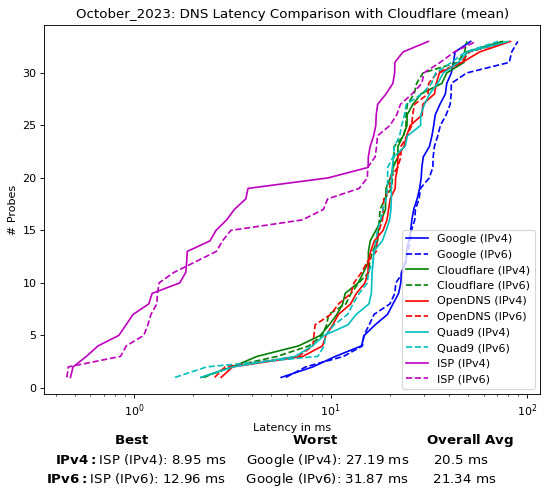 October_2023: DNS Latency Comparison with Cloudflare (mean)
# Probes
30
25
20
15
10
5
0
Google (IPv4)
Google (IPv6)
Cloudflare (IPv4)
Cloudflare (IPv6)
OpenDNS (IPv4)
OpenDNS (IPv6)
Quad9 (IPv4)
Quad9 (IPv6)
ISP (IPv4)
ISP (IPv6)
10⁰ 10¹ 10²
Latency in ms
Best Worst Overall Avg
IPv4: ISP (IPv4): 8.95 ms Google (IPv4): 27.19 ms 20.5 ms
IPv6: ISP (IPv6): 12.96 ms Google (IPv6): 31.87 ms 21.34 ms